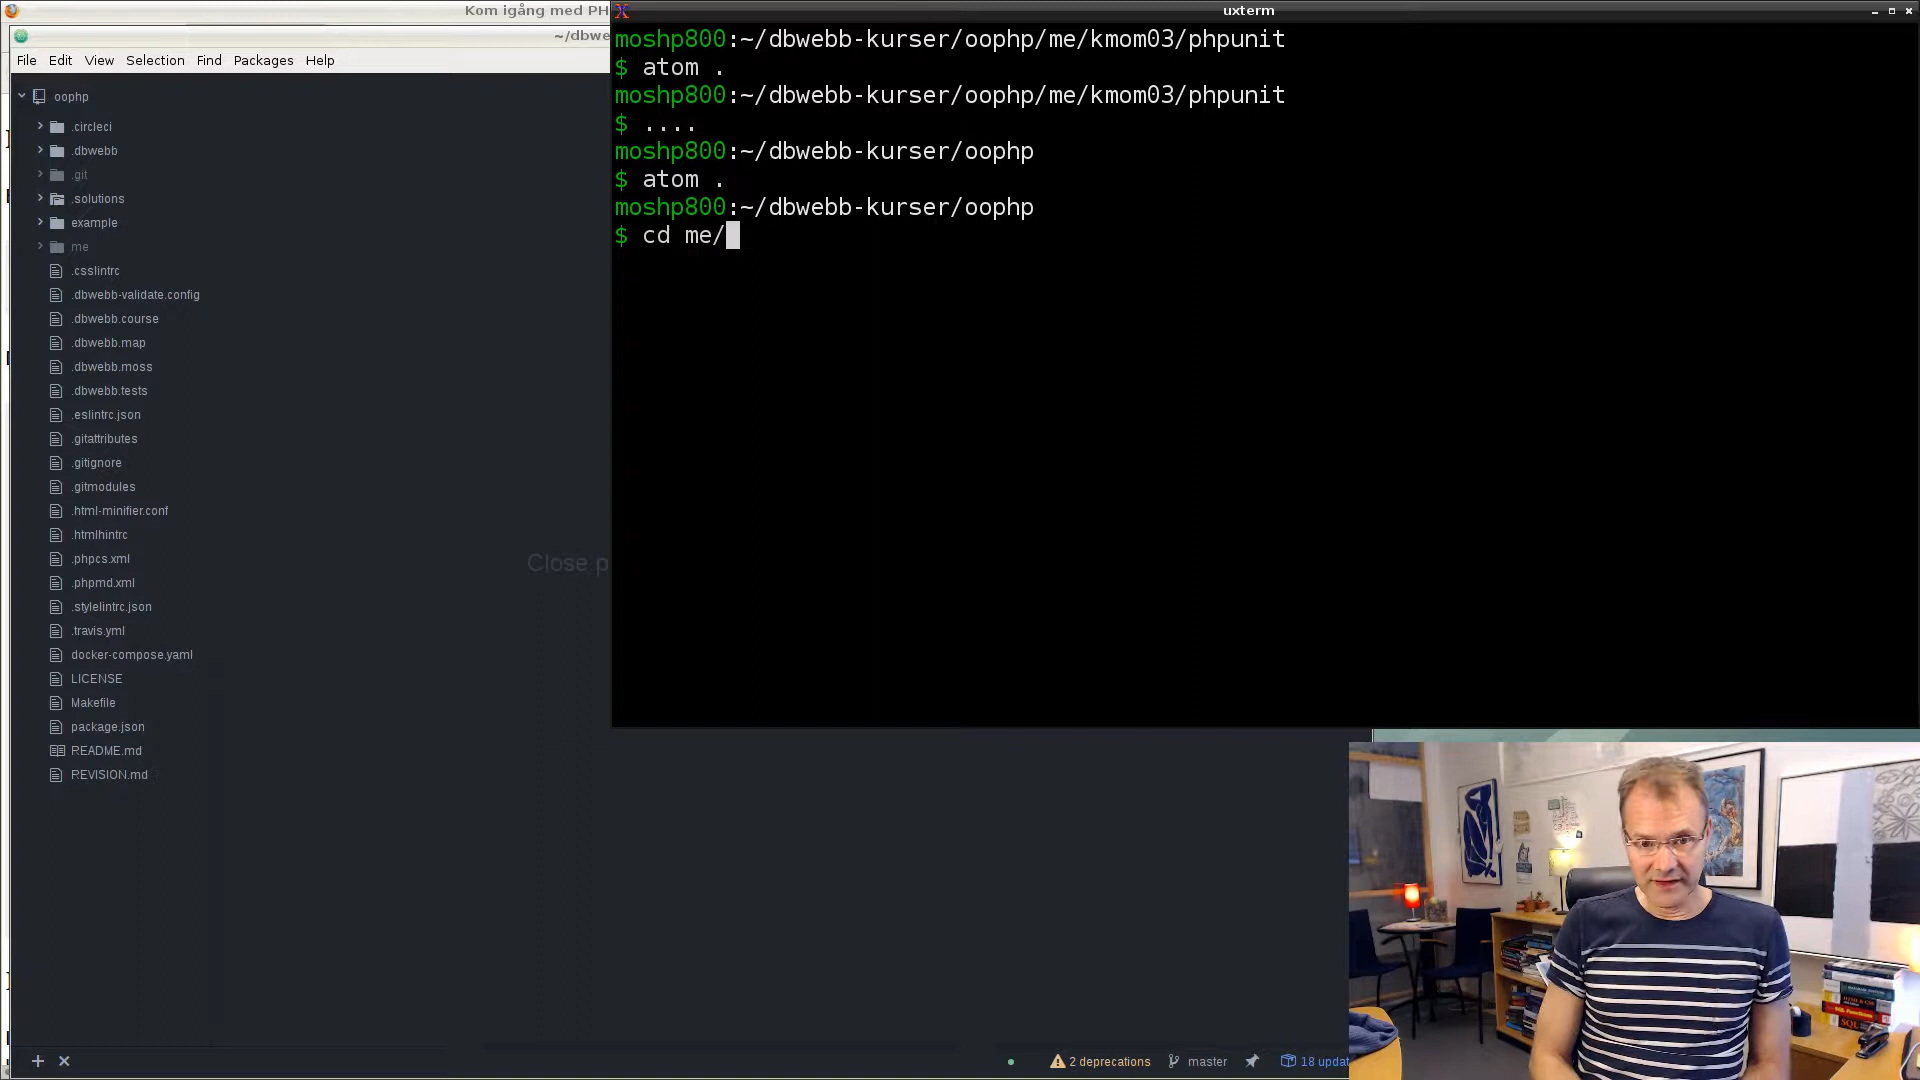 Kom igång med PH
~/dbwe
File Edit View Selection Find Packages Help
oophp
.circleci
.dbwebb
.git
.solutions
example
me
.csslintrc
.dbwebb-validate.config
.dbwebb.course
.dbwebb.map
.dbwebb.moss
.dbwebb.tests
.eslintrc.json
.gitattributes
.gitignore
.gitmodules
.html-minifier.conf
.htmlhintrc
.phpcs.xml
.phpmd.xml
.stylelintrc.json
.travis.yml
docker-compose.yaml
LICENSE
Makefile
package.json
README.md
REVISION.md
Close p
2 deprecations master 18 updat
uxterm
moshp800:~/dbwebb-kurser/oophp/me/kmom03/phpunit
$ atom .
moshp800:~/dbwebb-kurser/oophp/me/kmom03/phpunit
$ ....
moshp800:~/dbwebb-kurser/oophp
$ atom .
moshp800:~/dbwebb-kurser/oophp
$ cd me/
SQL